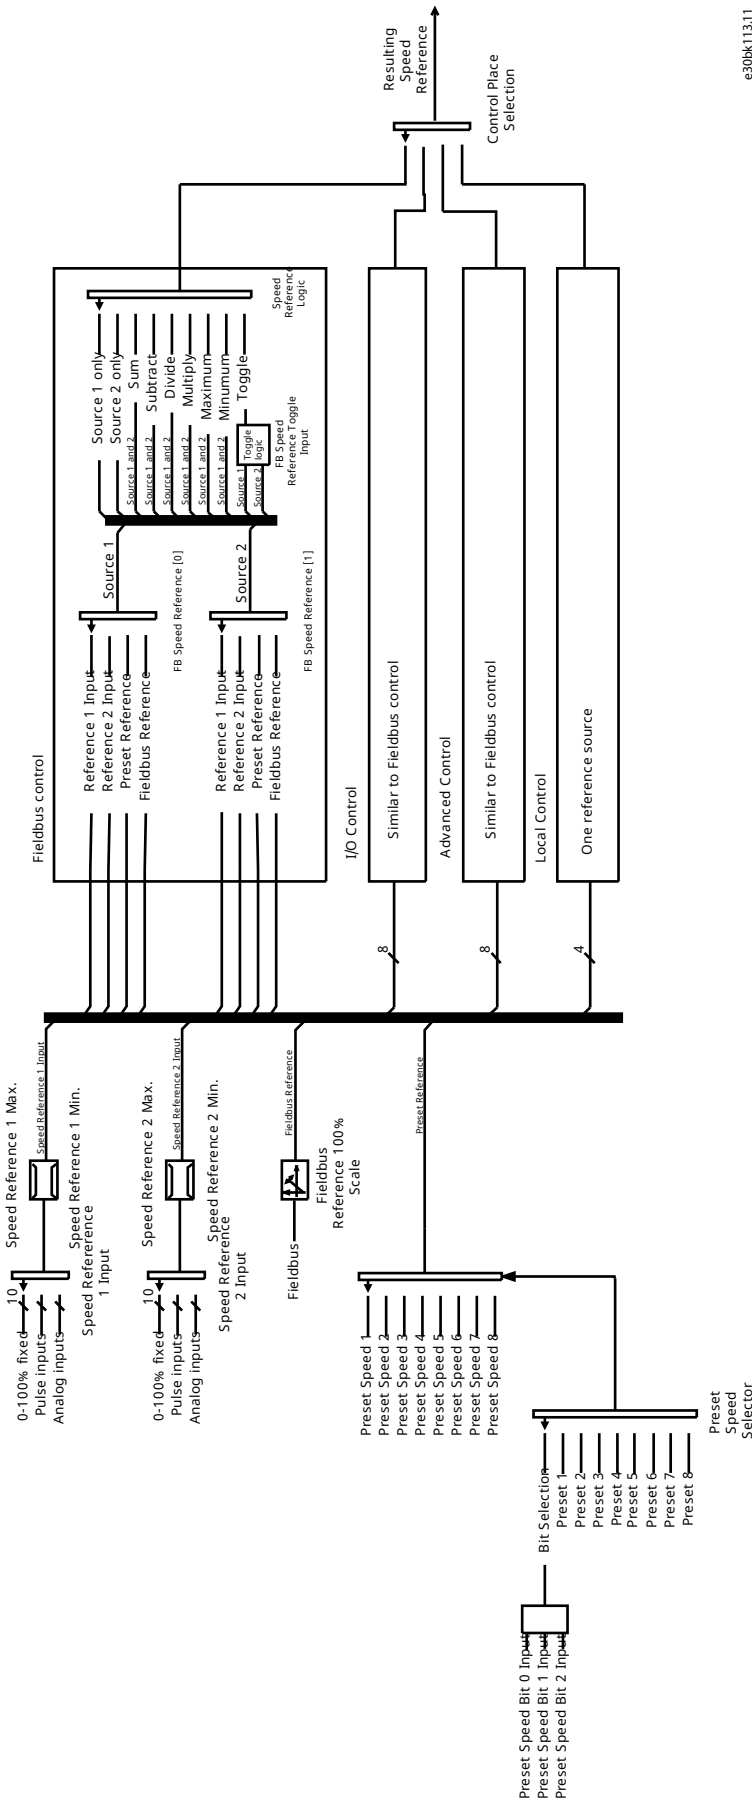 0-100% fixed
Pulse inputs
Analog inputs
10
Speed Rererence
1 Input
Speed Reference 1 Max.
Speed Reference 1 Min.
Speed Reference 1 Input
0-100% fixed
Pulse inputs
Analog inputs
10
Speed Reference
2 Input
Speed Reference 2 Max.
Speed Reference 2 Min.
Speed Reference 2 Input
Fieldbus
Fieldbus
Reference 100%
Scale
Fieldbus Reference
Preset Speed 1
Preset Speed 2
Preset Speed 3
Preset Speed 4
Preset Speed 5
Preset Speed 6
Preset Speed 7
Preset Speed 8
Preset Reference
Preset Speed Bit 0 Input
Preset Speed Bit 1 Input
Preset Speed Bit 2 Input
Bit Selection
Preset 1
Preset 2
Preset 3
Preset 4
Preset 5
Preset 6
Preset 7
Preset 8
Preset
Speed
Selector
Fieldbus control
Reference 1 Input
Reference 2 Input
Preset Reference
Fieldbus Reference
Source 1
FB Speed Reference [0]
Reference 1 Input
Reference 2 Input
Preset Reference
Fieldbus Reference
Source 2
FB Speed Reference [1]
Source 1 only
Source 2 only
Source 1 and 2
Sum
Source 1 and 2
Subtract
Source 1 and 2
Divide
Source 1 and 2
Multiply
Source 1 and 2
Maximum
Source 1 and 2
Minumum
Source 1
Source 2
Toggle
logic
Toggle
FB Speed
Reference Toggle
Input
Speed
Reference
Logic
I/O Control
8
Similar to Fieldbus control
Advanced Control
8
Similar to Fieldbus control
Local Control
4
One reference source
Resulting
Speed
Reference
Control Place
Selection
e30bk113.11